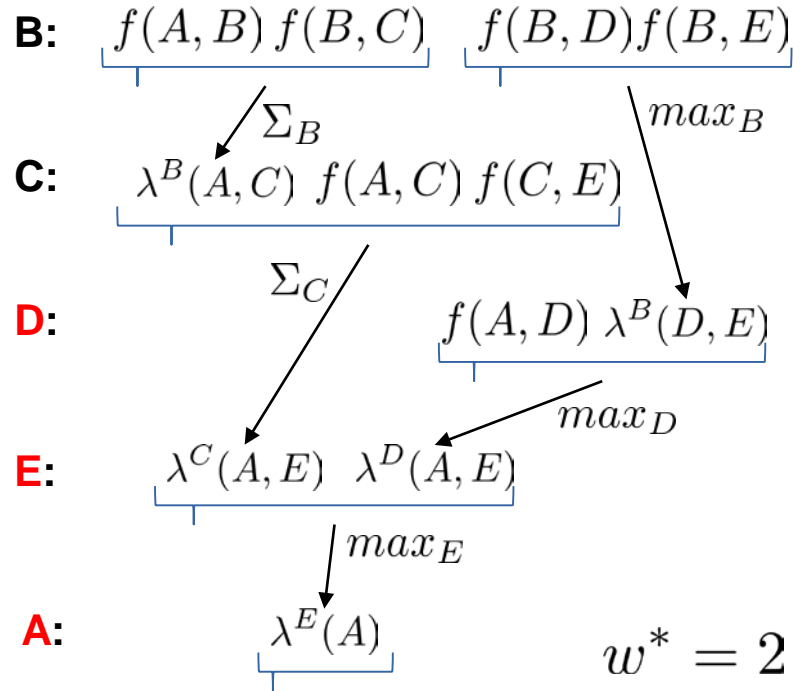 B: f(A, B) f(B, C) f(B, D)f(B, E)
Σ_B max_B
C: λ^B(A, C) f(A, C) f(C, E)
Σ_C
D: f(A, D) λ^B(D, E)
max_D
E: λ^C(A, E) λ^D(A, E)
max_E
A: λ^E(A)
w* = 2